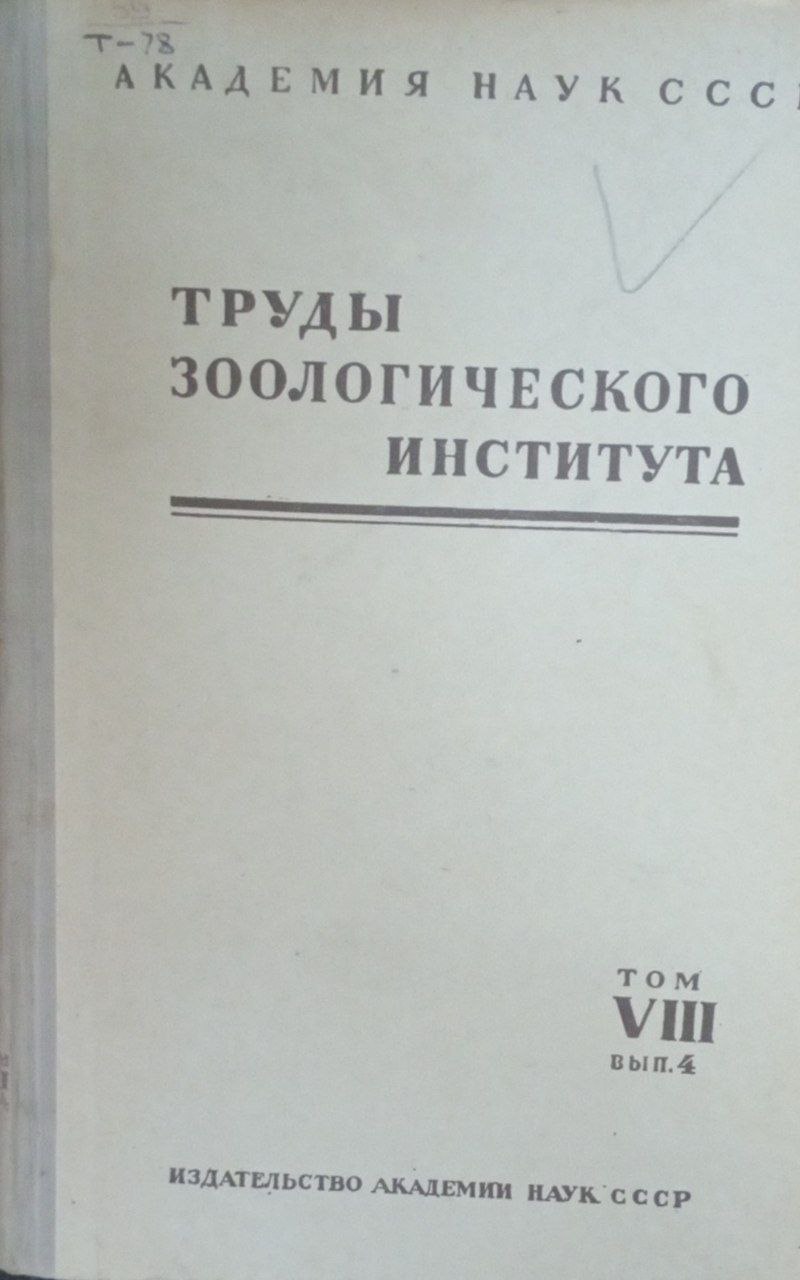 Т-78
АКАДЕМИЯ НАУК ССС
ТРУДЫ
ЗООЛОГИЧЕСКОГО
ИНСТИТУТА
ТОМ
VIII
ВЫП. 4
ИЗДАТЕЛЬСТВО АКАДЕМИИ НАУК СССР